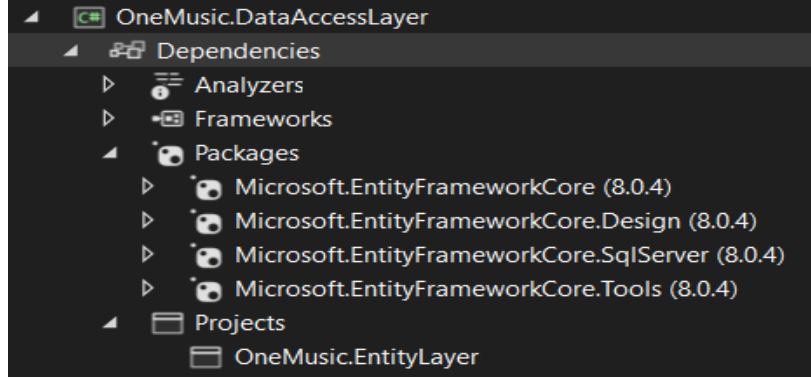 C# OneMusic.DataAccessLayer
Dependencies
Analyzers
Frameworks
Packages
Microsoft.EntityFrameworkCore (8.0.4)
Microsoft.EntityFrameworkCore.Design (8.0.4)
Microsoft.EntityFrameworkCore.SqlServer (8.0.4)
Microsoft.EntityFrameworkCore.Tools (8.0.4)
Projects
OneMusic.EntityLayer